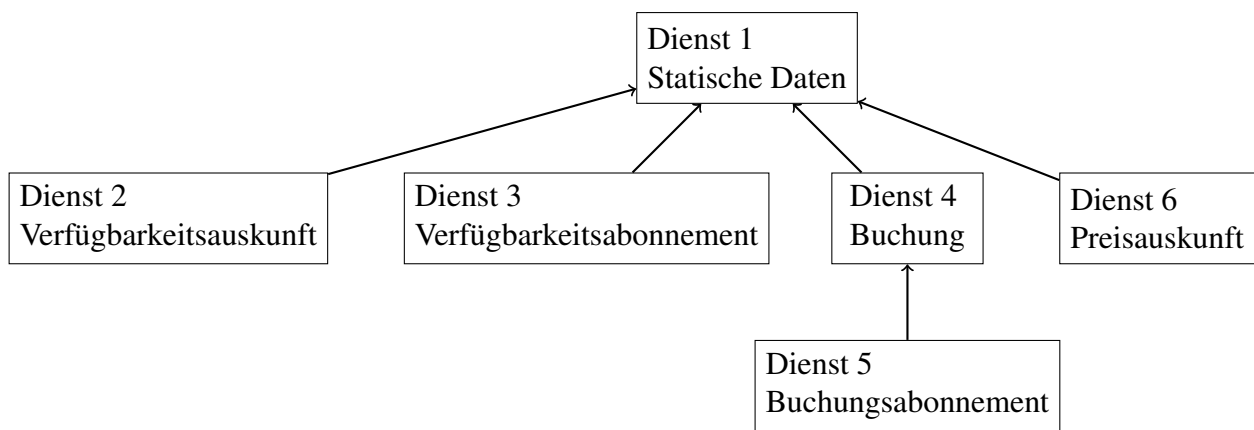 Dienst 1
Statische Daten
Dienst 2
Verfügbarkeitsauskunft
Dienst 3
Verfügbarkeitsabonnement
Dienst 4
Buchung
Dienst 6
Preisauskunft
Dienst 5
Buchungsabonnement